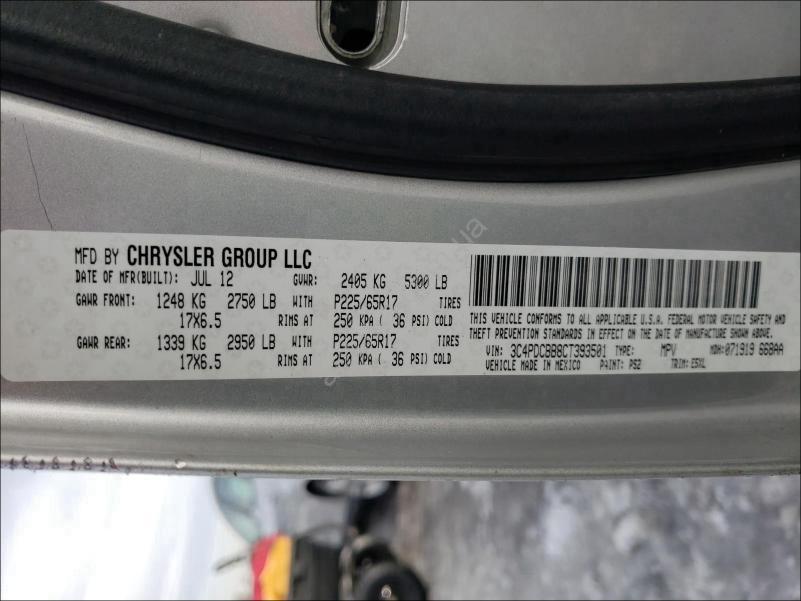 MFD BY CHRYSLER GROUP LLC
DATE OF MFR(BUILT): JUL 12 GVWR: 2405 KG 5300 LB
GAWR FRONT: 1248 KG 2750 LB WITH P225/65R17 TIRES
17X6.5 RIMS AT 250 KPA ( 36 PSI) COLD
GAWR REAR: 1339 KG 2950 LB WITH P225/65R17 TIRES
17X6.5 RIMS AT 250 KPA ( 36 PSI) COLD
THIS VEHICLE CONFORMS TO ALL APPLICABLE U.S.A. FEDERAL MOTOR VEHICLE SAFETY AND
THEFT PREVENTION STANDARDS IN EFFECT ON THE DATE OF MANUFACTURE SHOWN ABOVE.
VIN: 3C4PDCBB8CT393501 TYPE: MPV MDH: 071919 668AA
VEHICLE MADE IN MEXICO PAINT: PS2 TRIM: E5XL